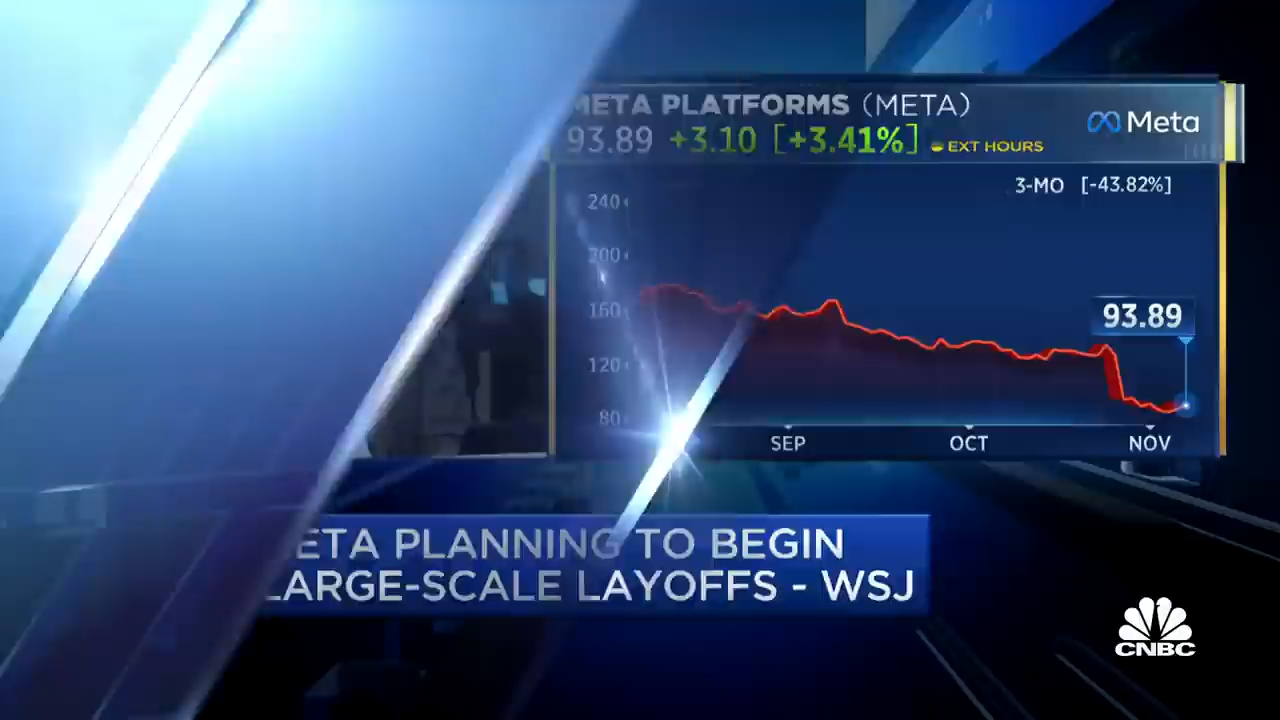 META PLATFORMS (META)
93.89 +3.10 [+3.41%] EXT HOURS
Meta
3-MO [-43.82%]
240
200
160
120
80
93.89
SEP OCT NOV
ETA PLANNING TO BEGIN
LARGE-SCALE LAYOFFS - WSJ
CNBC